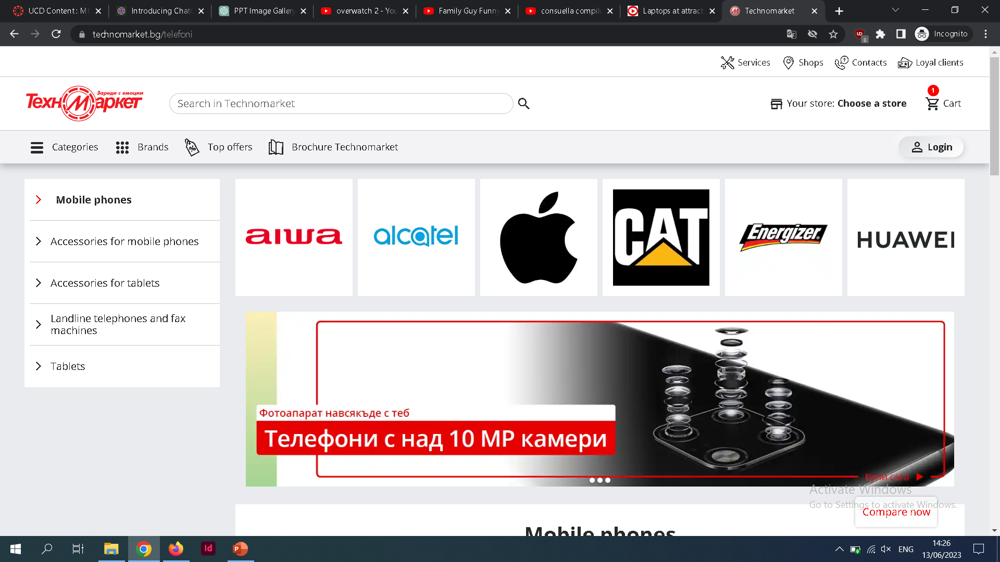 UCD Content: M
Introducing Chat
PPT Image Gallery
overwatch 2 - You
Family Guy Funny
consuella compila
Laptops at attract
Technomarket
technomarket.bg/telefoni
8
Incognito
Services
Shops
Contacts
Loyal clients
Зареди с емоции
ТехноМаркет
Search in Technomarket
Your store: Choose a store
1
Cart
Categories
Brands
Top offers
Brochure Technomarket
Login
Mobile phones
Accessories for mobile phones
Accessories for tablets
Landline telephones and fax
machines
Tablets
aiwa
alcatel
CAT
Energizer
HUAWEI
Фотоапарат навсякъде с теб
Телефони с над 10 MP камери
Купи сега
Activate Windows
Go to Settings to activate Windows.
Compare now
Mobile phones
ENG
14:26
13/06/2023